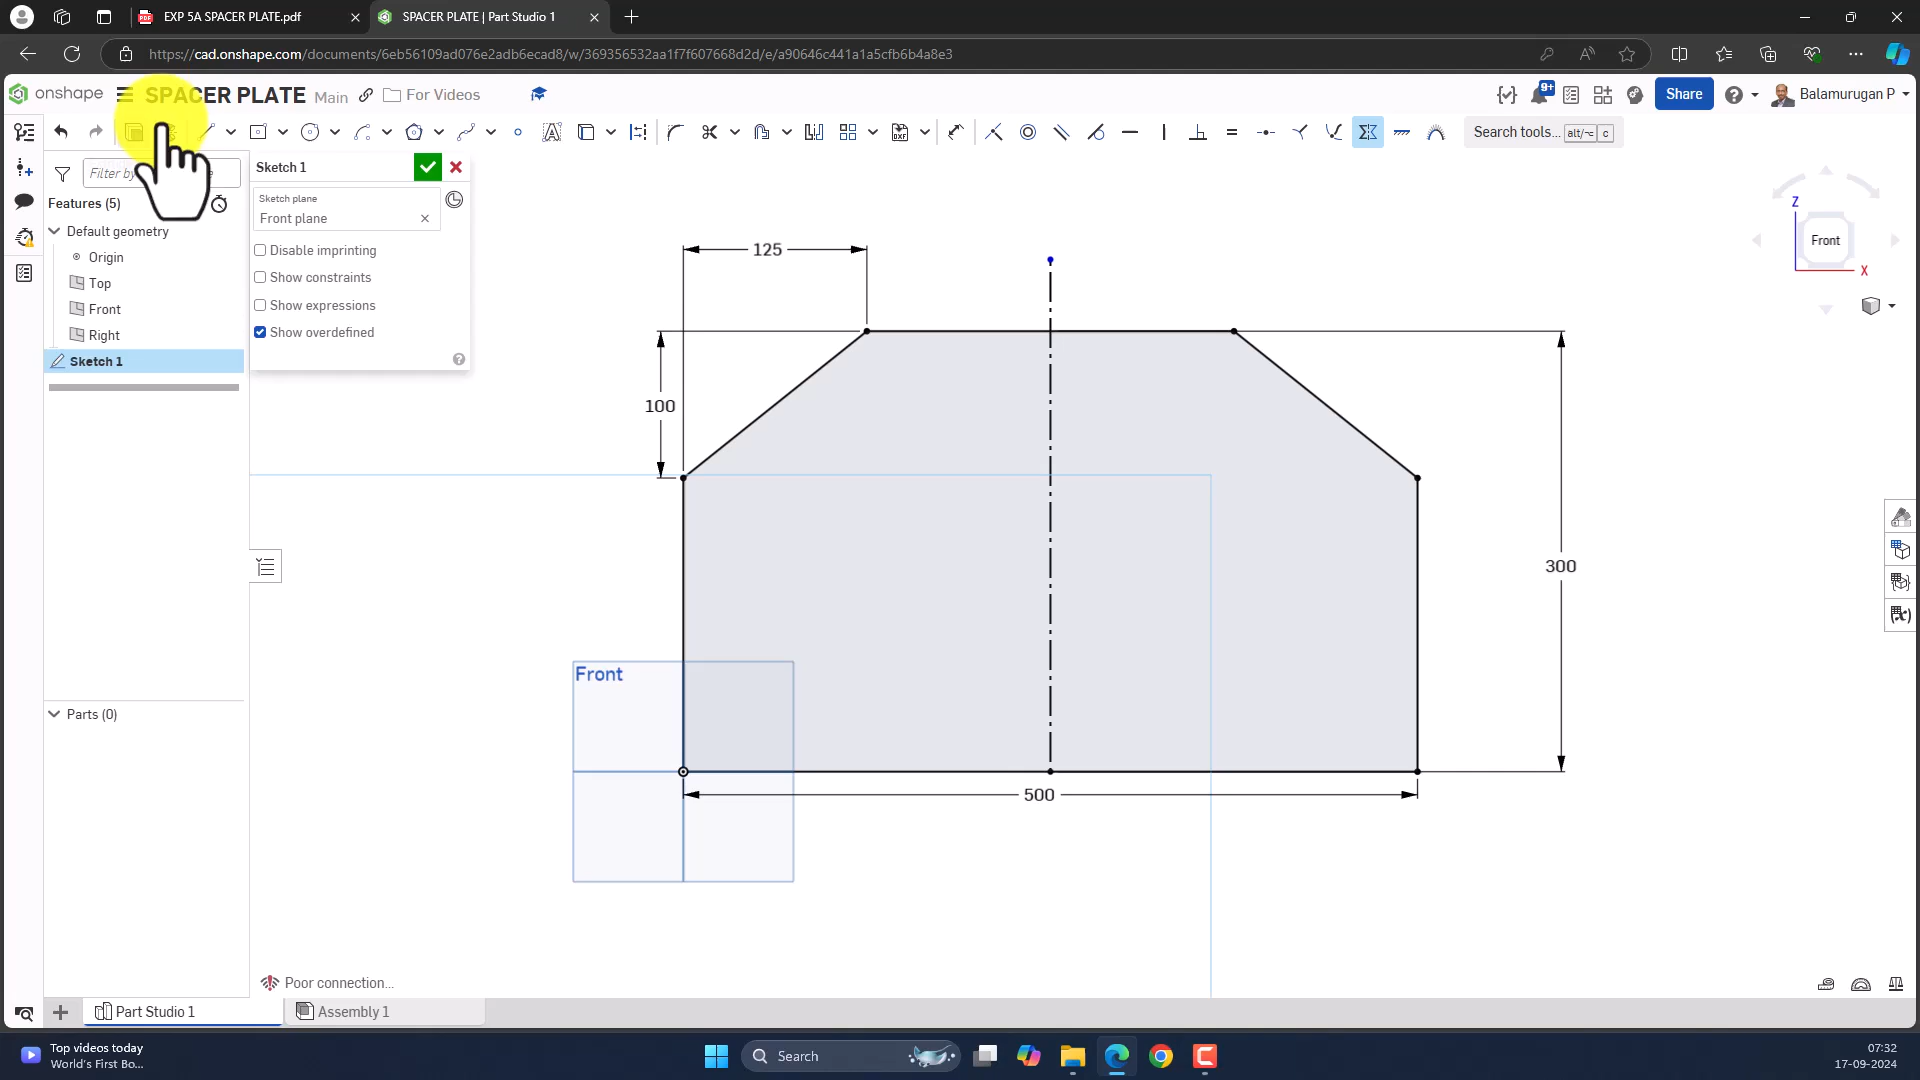 EXP 5A SPACER PLATE.pdf
SPACER PLATE | Part Studio 1
https://cad.onshape.com/documents/6eb56109ad076e2adb6ecad8/w/369356532aa1f7f607668d2d/e/a90646c441a1a5cfb6b4a8e3
onshape
SPACER PLATE
Main
For Videos
9+
Share
Balamurugan P
Search tools... alt/⌥ c
Filter by
Features (5)
Default geometry
Origin
Top
Front
Right
Sketch 1
Parts (0)
Sketch 1
Sketch plane
Front plane
Disable imprinting
Show constraints
Show expressions
Show overdefined
125
100
300
500
Front
Z
Front
X
Poor connection...
Part Studio 1
Assembly 1
Top videos today
World's First Bo...
Search
07:32
17-09-2024